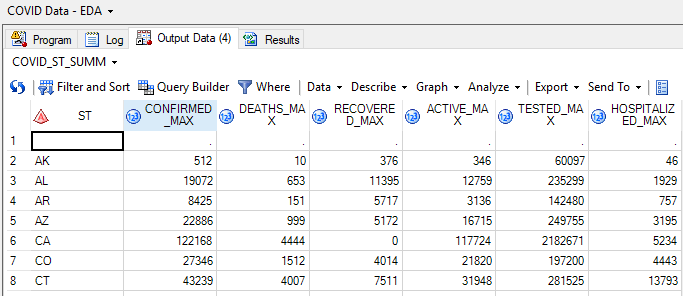 COVID Data - EDA
Program Log Output Data (4) Results
COVID_ST_SUMM
Filter and Sort Query Builder Where Data Describe Graph Analyze Export Send To
ST CONFIRMED_MAX DEATHS_MAX RECOVERED_MAX ACTIVE_MAX TESTED_MAX HOSPITALIZED_MAX
1 . . . . . .
2 AK 512 10 376 346 60097 46
3 AL 19072 653 11395 12759 235299 1929
4 AR 8425 151 5717 3136 142480 757
5 AZ 22886 999 5172 16715 249755 3195
6 CA 122168 4444 0 117724 2182671 5234
7 CO 27346 1512 4014 21820 197200 4443
8 CT 43239 4007 7511 31948 281525 13793